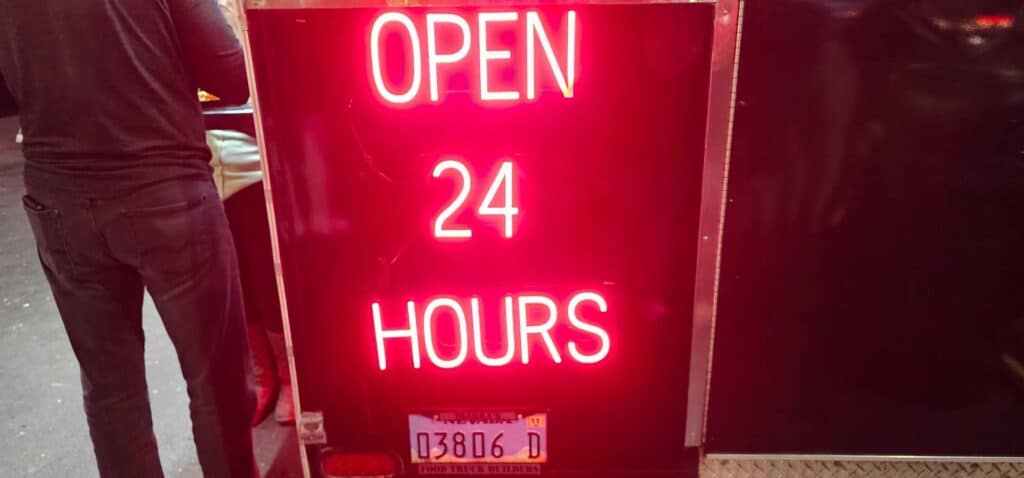 OPEN
24
HOURS
NEVADA
03806 D
FOOD TRUCK BUILDERS